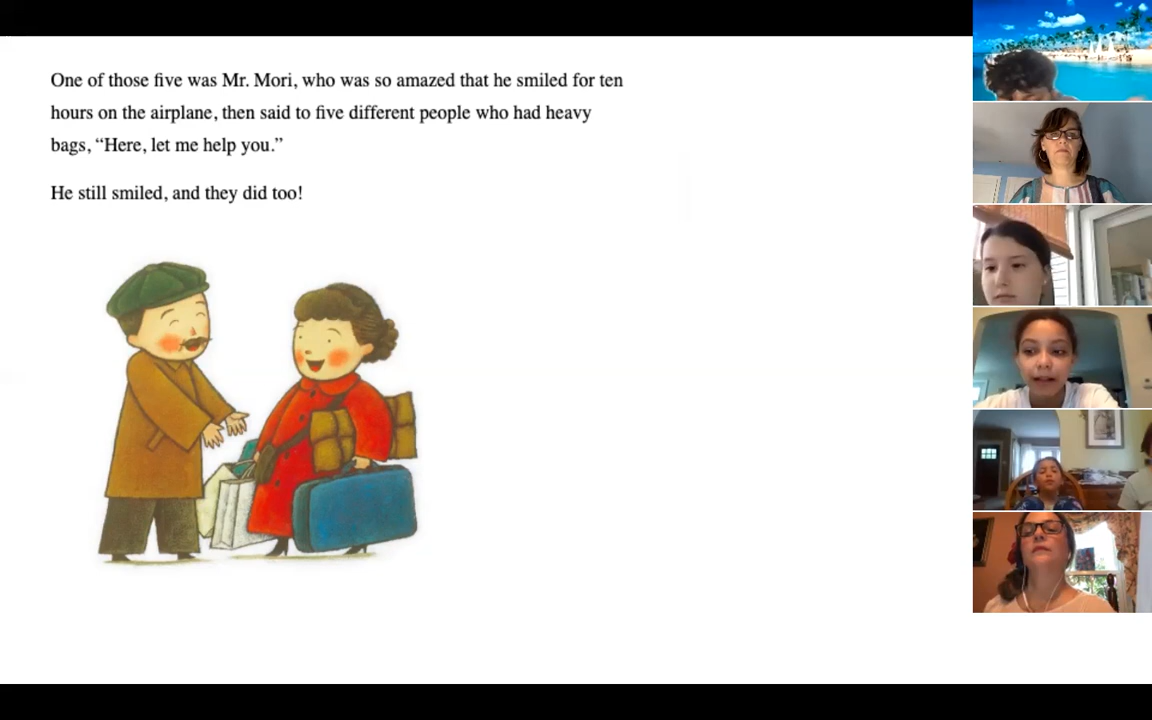 One of those five was Mr. Mori, who was so amazed that he smiled for ten
hours on the airplane, then said to five different people who had heavy
bags, “Here, let me help you.”
He still smiled, and they did too!